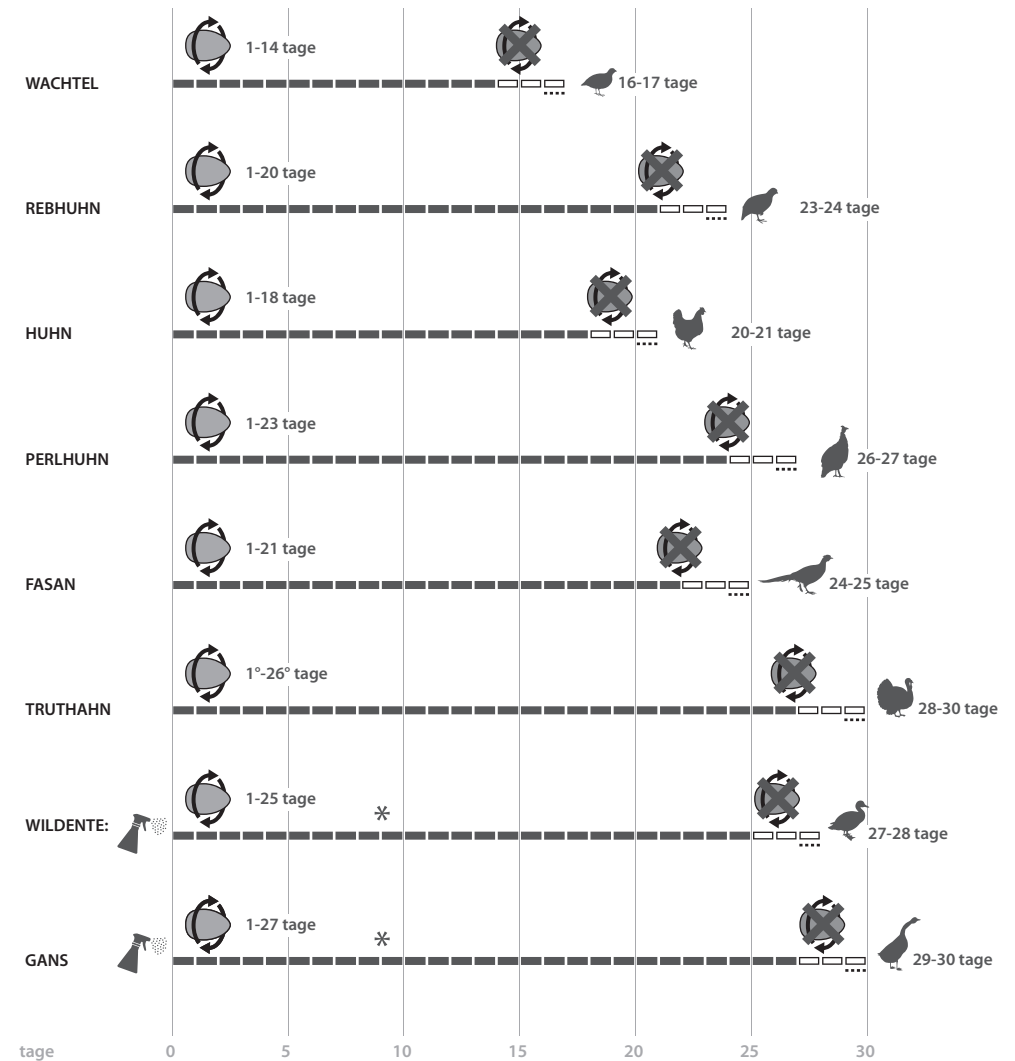 1-14 tage
WACHTEL
16-17 tage
1-20 tage
REBHUHN
23-24 tage
1-18 tage
HUHN
20-21 tage
1-23 tage
PERLHUHN
26-27 tage
1-21 tage
FASAN
24-25 tage
1°-26° tage
TRUTHAHN
28-30 tage
1-25 tage
*
WILDENTE:
27-28 tage
1-27 tage
*
GANS
29-30 tage
tage 0 5 10 15 20 25 30